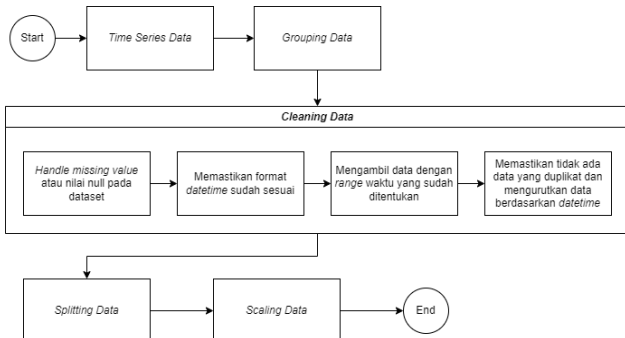 Start
Time Series Data
Grouping Data
Cleaning Data
Handle missing value
atau nilai null pada
dataset
Memastikan format
datetime sudah sesuai
Mengambil data dengan
range waktu yang sudah
ditentukan
Memastikan tidak ada
data yang duplikat dan
mengurutkan data
berdasarkan datetime
Splitting Data
Scaling Data
End